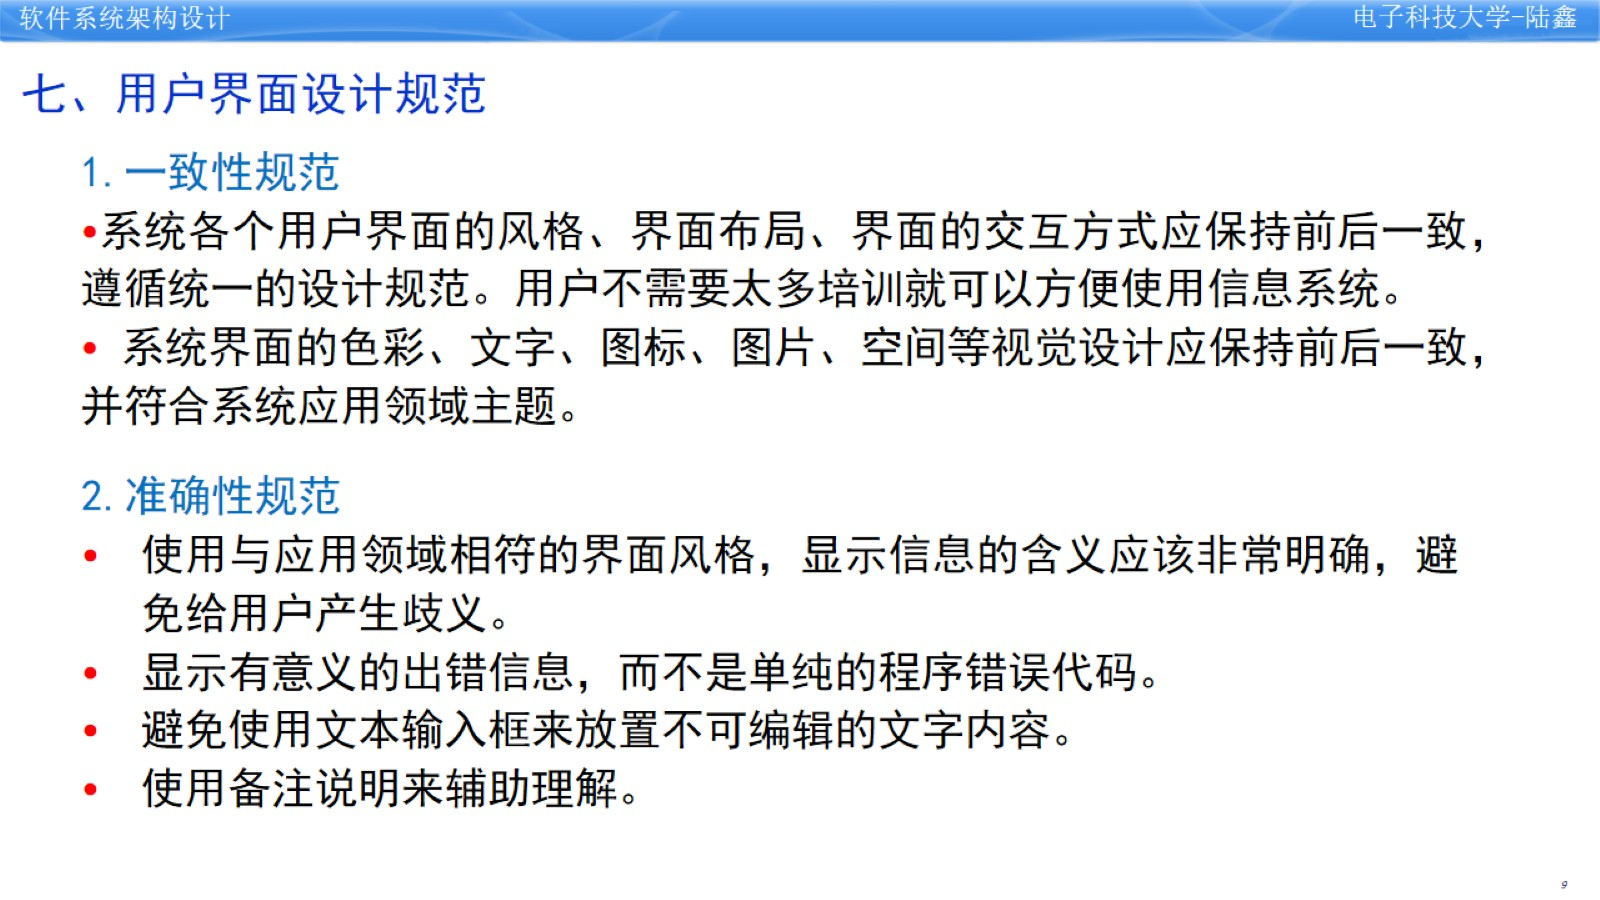 软件系统架构设计
电子科技大学-陆鑫
七、用户界面设计规范
1.一致性规范
•系统各个用户界面的风格、界面布局、界面的交互方式应保持前后一致，
遵循统一的设计规范。用户不需要太多培训就可以方便使用信息系统。
• 系统界面的色彩、文字、图标、图片、空间等视觉设计应保持前后一致，
并符合系统应用领域主题。
2.准确性规范
• 使用与应用领域相符的界面风格，显示信息的含义应该非常明确，避
免给用户产生歧义。
• 显示有意义的出错信息，而不是单纯的程序错误代码。
• 避免使用文本输入框来放置不可编辑的文字内容。
• 使用备注说明来辅助理解。
9